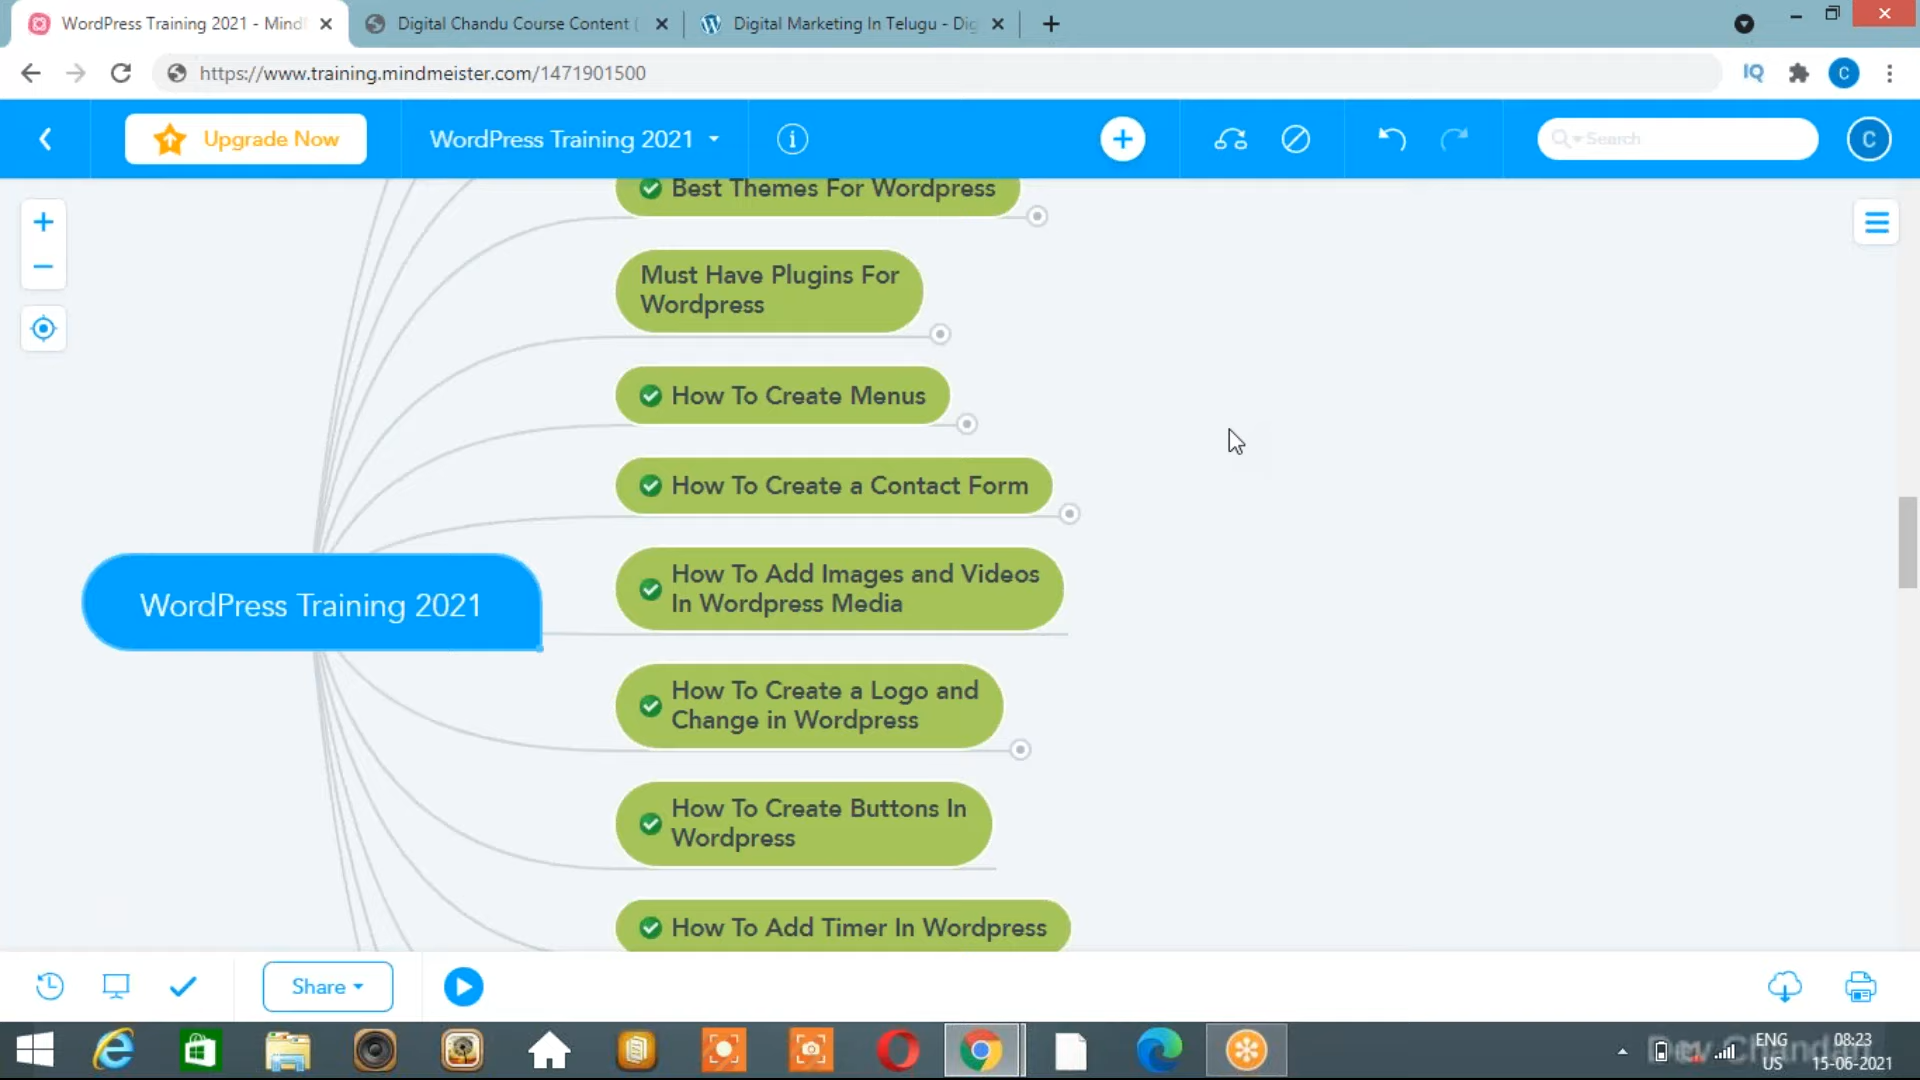 WordPress Training 2021 - Mind
Digital Chandu Course Content (
Digital Marketing In Telugu - Dig
https://www.training.mindmeister.com/1471901500
IQ
C
Upgrade Now
WordPress Training 2021
Search
C
Best Themes For Wordpress
Must Have Plugins For
Wordpress
How To Create Menus
How To Create a Contact Form
How To Add Images and Videos
In Wordpress Media
WordPress Training 2021
How To Create a Logo and
Change in Wordpress
How To Create Buttons In
Wordpress
How To Add Timer In Wordpress
Share
ENG
US
08:23
15-06-2021